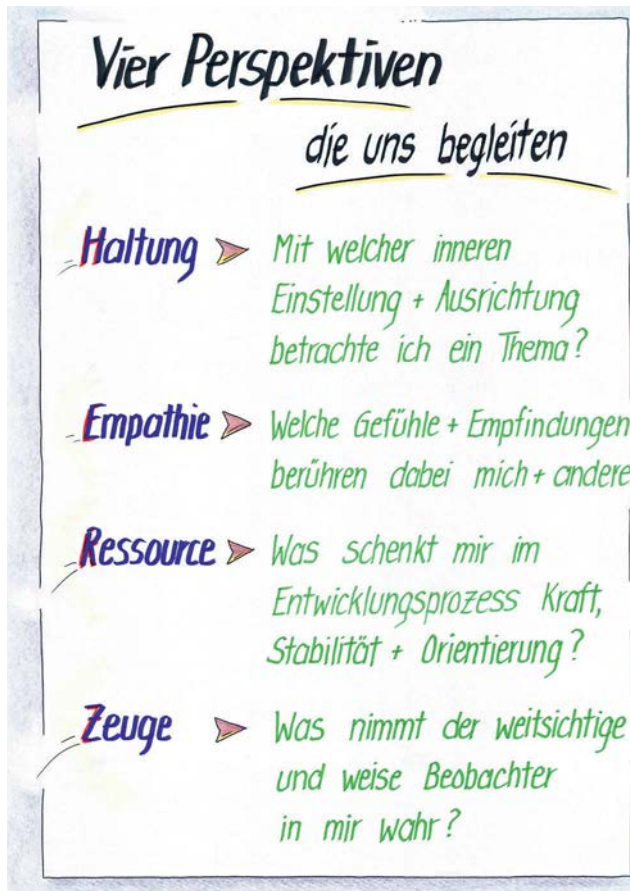 Vier Perspektiven
die uns begleiten
Haltung Mit welcher inneren
Einstellung + Ausrichtung
betrachte ich ein Thema?
Empathie Welche Gefühle + Empfindungen
berühren dabei mich + andere
Ressource Was schenkt mir im
Entwicklungsprozess Kraft,
Stabilität + Orientierung?
Zeuge Was nimmt der weitsichtige
und weise Beobachter
in mir wahr?